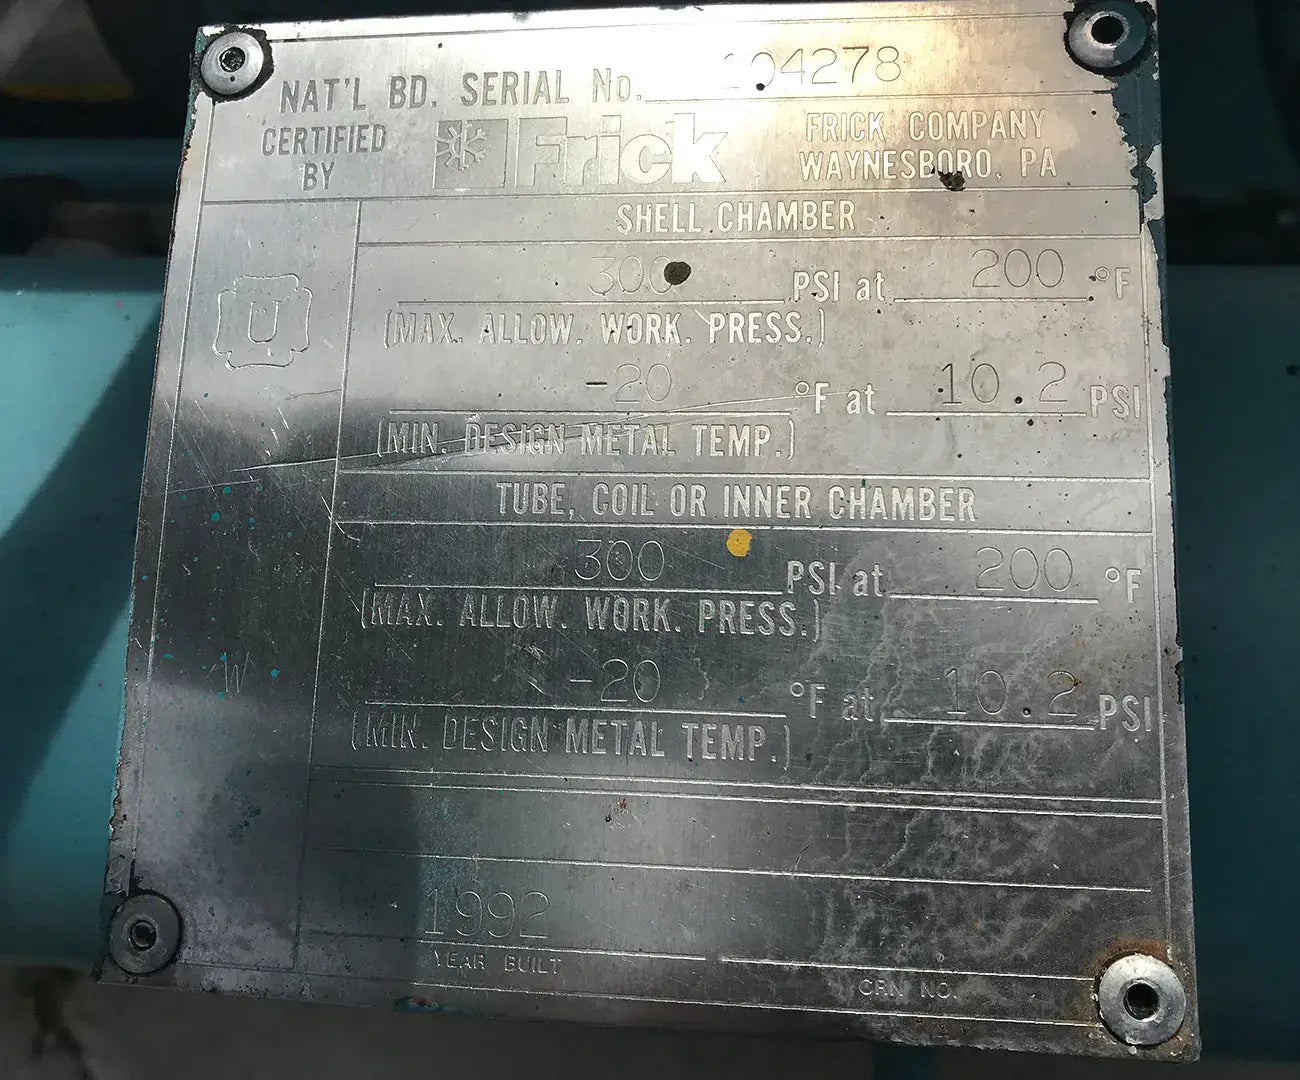 NAT'L BD. SERIAL No. 104278
CERTIFIED BY
Frick
FRICK COMPANY
WAYNESBORO, PA
SHELL CHAMBER
U
300 PSI at 200 °F
(MAX. ALLOW. WORK. PRESS.)
-20 °F at 10.2 PSI
(MIN. DESIGN METAL TEMP.)
TUBE, COIL OR INNER CHAMBER
300 PSI at 200 °F
(MAX. ALLOW. WORK. PRESS.)
W
-20 °F at 10.2 PSI
(MIN. DESIGN METAL TEMP.)
1992
YEAR BUILT
CRN NO.